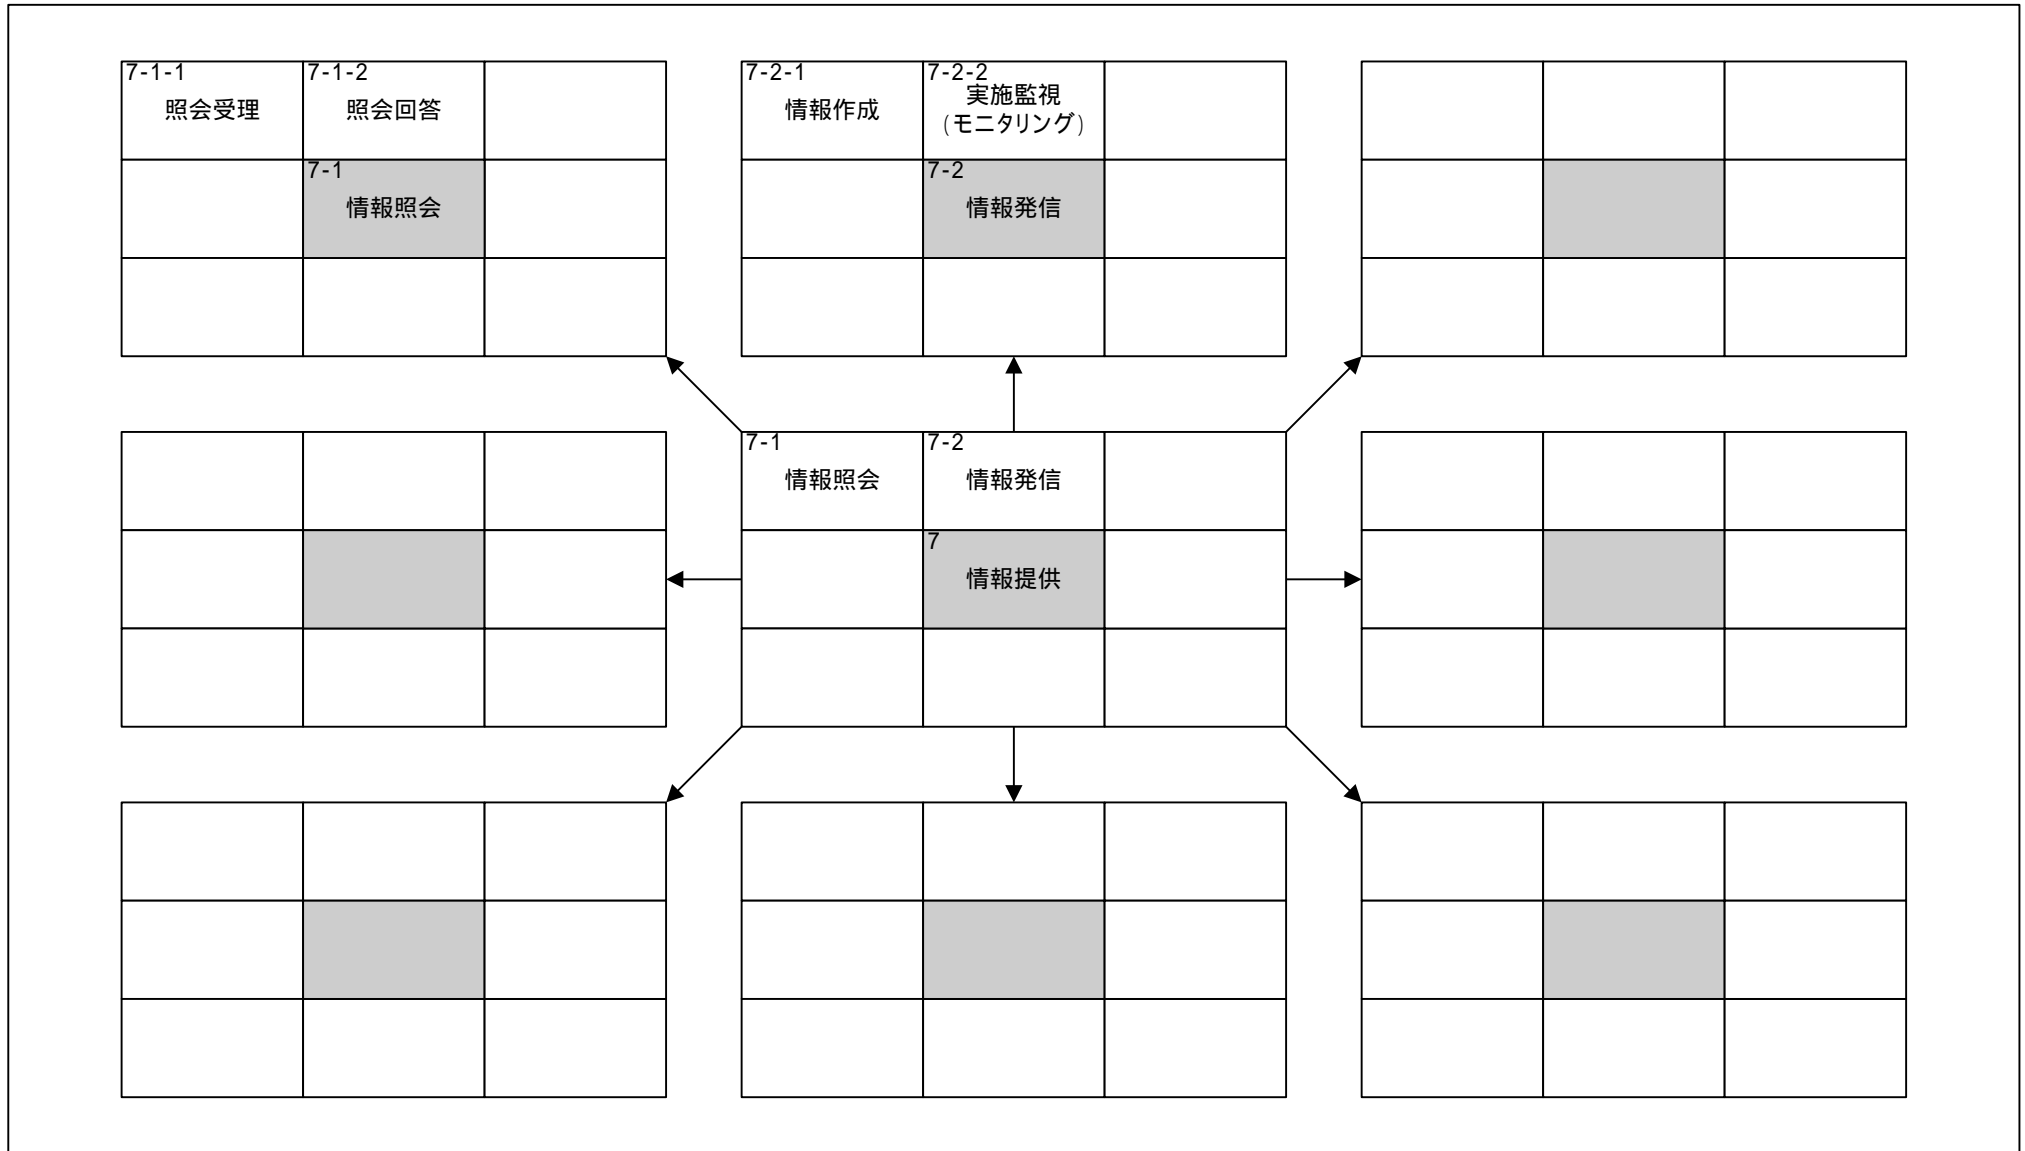 7-1-1
照会受理
7-1-2
照会回答
7-1
情報照会
7-2-1
情報作成
7-2-2
実施監視
(モニタリング)
7-2
情報発信
7-1
情報照会
7-2
情報発信
7
情報提供